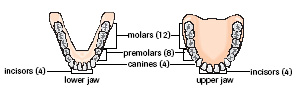 molars (12)
premolars (8)
canines (4)
incisors (4)
incisors (4)
lower jaw
upper jaw